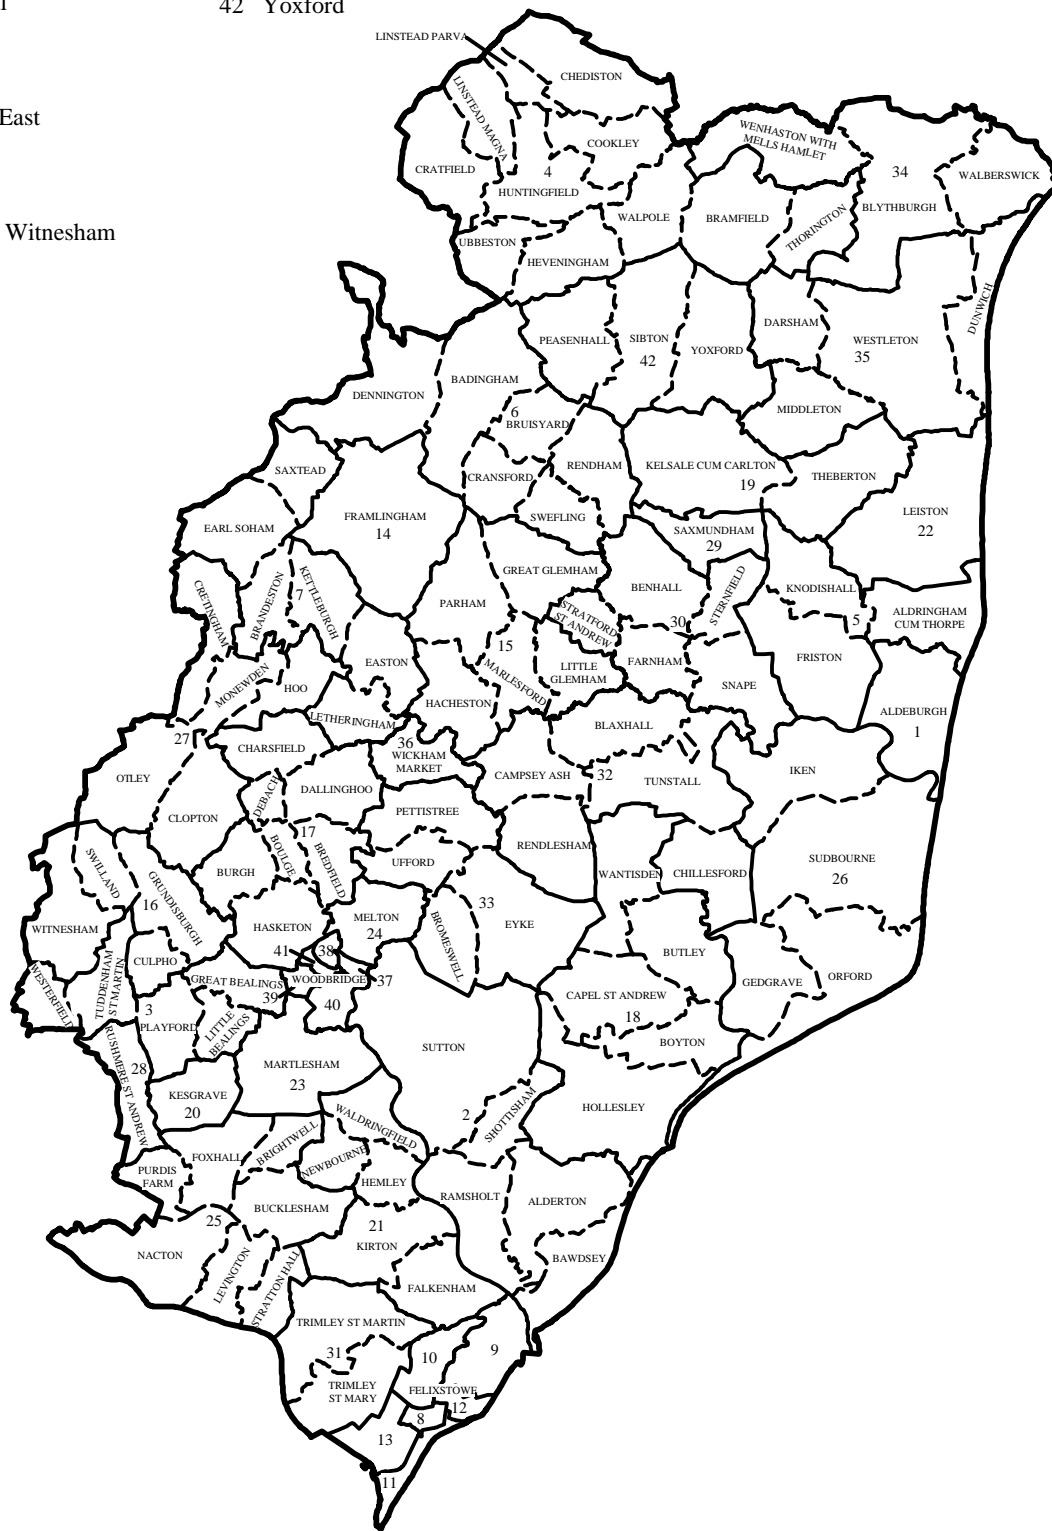 l
42 Yoxford
East
Witnesham
LINSTEAD PARVA
CHEDISTON
LINSTEAD MAGNA
COOKLEY
WENHASTON WITH
MELLS HAMLET
CRATFIELD
4
34
WALBERSWICK
HUNTINGFIELD
WALPOLE
BRAMFIELD
THORINGTON
BLYTHBURGH
UBBESTON
HEVENINGHAM
DUNWICH
PEASENHALL
SIBTON
42
YOXFORD
DARSHAM
WESTLETON
35
BADINGHAM
DENNINGTON
MIDDLETON
6
BRUISYARD
SAXTEAD
CRANSFORD
RENDHAM
KELSALE CUM CARLTON
19
THEBERTON
EARL SOHAM
FRAMLINGHAM
14
SWEFLING
SAXMUNDHAM
29
LEISTON
22
CRETINGHAM
BRANDESTON
7
KETTLEBURGH
PARHAM
GREAT GLEMHAM
BENHALL
STERNFIELD
KNODISHALL
STRATFORD
ST ANDREW
30
5
ALDRINGHAM
CUM THORPE
15
MARLESFORD
MONEWDEN
HOO
EASTON
LITTLE
GLEMHAM
FARNHAM
FRISTON
SNAPE
HACHESTON
LETHERINGHAM
ALDEBURGH
1
27
CHARSFIELD
36
WICKHAM
MARKET
BLAXHALL
OTLEY
DEBACH
DALLINGHOO
CAMPSEY ASH
32
TUNSTALL
IKEN
CLOPTON
PETTISTREE
17
SWILLAND
GRUNDISBURGH
BURGH
BOULGE
BREDFIELD
UFFORD
RENDLESHAM
WANTISDEN
CHILLESFORD
SUDBOURNE
26
16
WITNESHAM
HASKETON
MELTON
24
BROMESWELL
33
EYKE
CULPHO
41
38
BUTLEY
WESTERFIELD
TUDDENHAM
ST MARTIN
GREAT BEALINGS
39
WOODBRIDGE
37
40
CAPEL ST ANDREW
18
GEDGRAVE
ORFORD
3
PLAYFORD
LITTLE
BEALINGS
BOYTON
RUSHMERE ST ANDREW
28
MARTLESHAM
23
SUTTON
KESGRAVE
20
2
SHOTTISHAM
HOLLESLEY
WALDRINGFIELD
FOXHALL
BRIGHTWELL
NEWBOURNE
PURDIS
FARM
HEMLEY
RAMSHOLT
ALDERTON
BUCKLESHAM
25
21
NACTON
LEVINGTON
STRATTON HALL
KIRTON
BAWDSEY
FALKENHAM
TRIMLEY ST MARTIN
31
10
9
TRIMLEY
ST MARY
FELIXSTOWE
8
12
13
11